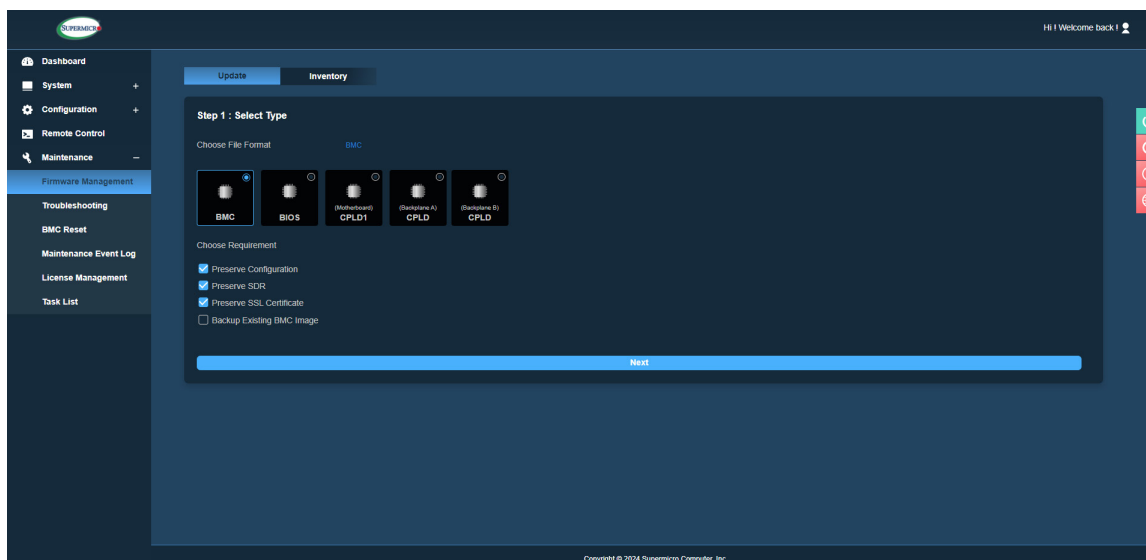 SUPERMICR
Hi ! Welcome back !
Dashboard
System +
Configuration +
Remote Control
Maintenance –
Firmware Management
Troubleshooting
BMC Reset
Maintenance Event Log
License Management
Task List
Update Inventory
Step 1 : Select Type
Choose File Format BMC
BMC
BIOS
(Motherboard)
CPLD1
(Backplane A)
CPLD
(Backplane B)
CPLD
Choose Requirement
Preserve Configuration
Preserve SDR
Preserve SSL Certificate
Backup Existing BMC Image
Next
Copyright © 2024 Supermicro Computer, Inc.